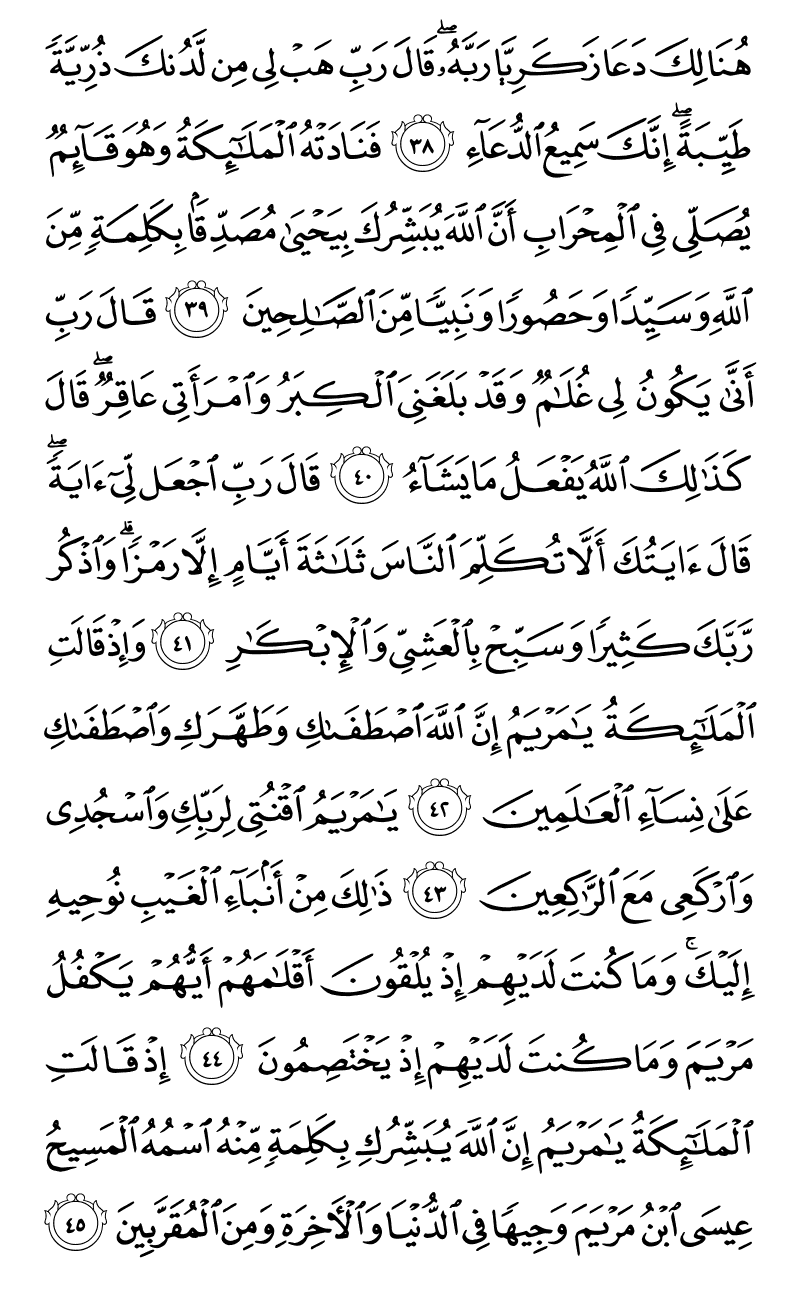 هُنَالِكَ دَعَا زَكَرِيَّا رَبَّهُۥۖ قَالَ رَبِّ هَبۡ لِي مِن لَّدُنكَ ذُرِّيَّةٗ
طَيِّبَةًۖ إِنَّكَ سَمِيعُ ٱلدُّعَآءِ ٣٨ فَنَادَتۡهُ ٱلۡمَلَٰٓئِكَةُ وَهُوَ قَآئِمٞ
يُصَلِّي فِي ٱلۡمِحۡرَابِ أَنَّ ٱللَّهَ يُبَشِّرُكَ بِيَحۡيَىٰ مُصَدِّقَۢا بِكَلِمَةٖ مِّنَ
ٱللَّهِ وَسَيِّدٗا وَحَصُورٗا وَنَبِيّٗا مِّنَ ٱلصَّٰلِحِينَ ٣٩ قَالَ رَبِّ
أَنَّىٰ يَكُونُ لِي غُلَٰمٞ وَقَدۡ بَلَغَنِيَ ٱلۡكِبَرُ وَٱمۡرَأَتِي عَاقِرٞۖ قَالَ
كَذَٰلِكَ ٱللَّهُ يَفۡعَلُ مَا يَشَآءُ ٤٠ قَالَ رَبِّ ٱجۡعَل لِّيٓ ءَايَةٗۖ
قَالَ ءَايَتُكَ أَلَّا تُكَلِّمَ ٱلنَّاسَ ثَلَٰثَةَ أَيَّامٍ إِلَّا رَمۡزٗاۗ وَٱذۡكُر
رَّبَّكَ كَثِيرٗا وَسَبِّحۡ بِٱلۡعَشِيِّ وَٱلۡإِبۡكَٰرِ ٤١ وَإِذۡ قَالَتِ
ٱلۡمَلَٰٓئِكَةُ يَٰمَرۡيَمُ إِنَّ ٱللَّهَ ٱصۡطَفَىٰكِ وَطَهَّرَكِ وَٱصۡطَفَىٰكِ
عَلَىٰ نِسَآءِ ٱلۡعَٰلَمِينَ ٤٢ يَٰمَرۡيَمُ ٱقۡنُتِي لِرَبِّكِ وَٱسۡجُدِي
وَٱرۡكَعِي مَعَ ٱلرَّٰكِعِينَ ٤٣ ذَٰلِكَ مِنۡ أَنۢبَآءِ ٱلۡغَيۡبِ نُوحِيهِ
إِلَيۡكَۚ وَمَا كُنتَ لَدَيۡهِمۡ إِذۡ يُلۡقُونَ أَقۡلَٰمَهُمۡ أَيُّهُمۡ يَكۡفُلُ
مَرۡيَمَ وَمَا كُنتَ لَدَيۡهِمۡ إِذۡ يَخۡتَصِمُونَ ٤٤ إِذۡ قَالَتِ
ٱلۡمَلَٰٓئِكَةُ يَٰمَرۡيَمُ إِنَّ ٱللَّهَ يُبَشِّرُكِ بِكَلِمَةٖ مِّنۡهُ ٱسۡمُهُ ٱلۡمَسِيحُ
عِيسَى ٱبۡنُ مَرۡيَمَ وَجِيهٗا فِي ٱلدُّنۡيَا وَٱلۡأٓخِرَةِ وَمِنَ ٱلۡمُقَرَّبِينَ ٤٥